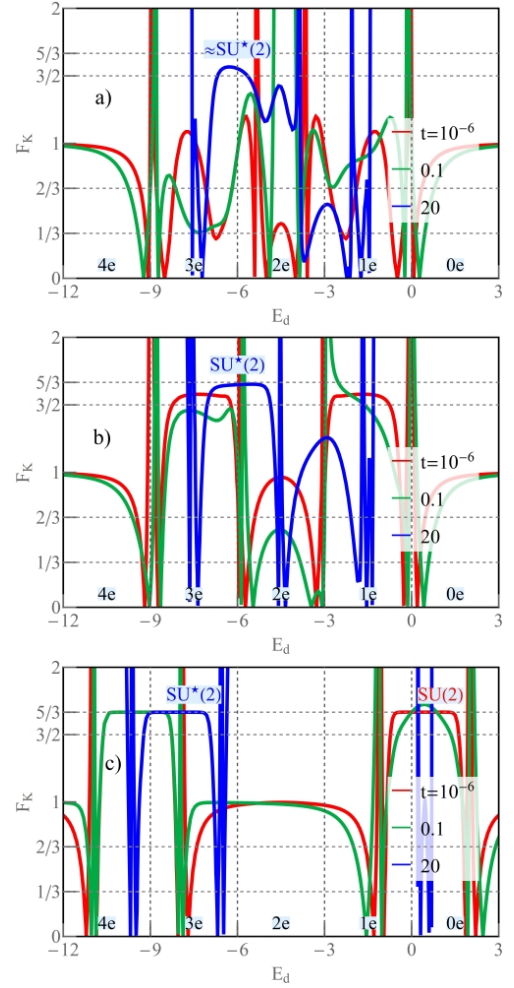 2
5/3
3/2
1
2/3
1/3
0
F_K
a)
≈SU*(2)
t=10⁻⁶
0.1
20
4e 3e 2e 1e 0e
-12 -9 -6 -3 0 3
E_d
2
5/3
3/2
1
2/3
1/3
0
F_K
b)
SU*(2)
t=10⁻⁶
0.1
20
4e 3e 2e 1e 0e
-12 -9 -6 -3 0 3
E_d
2
5/3
3/2
1
2/3
1/3
0
F_K
c)
SU*(2)
SU(2)
t=10⁻⁶
0.1
20
4e 3e 2e 1e 0e
-12 -9 -6 -3 0 3
E_d